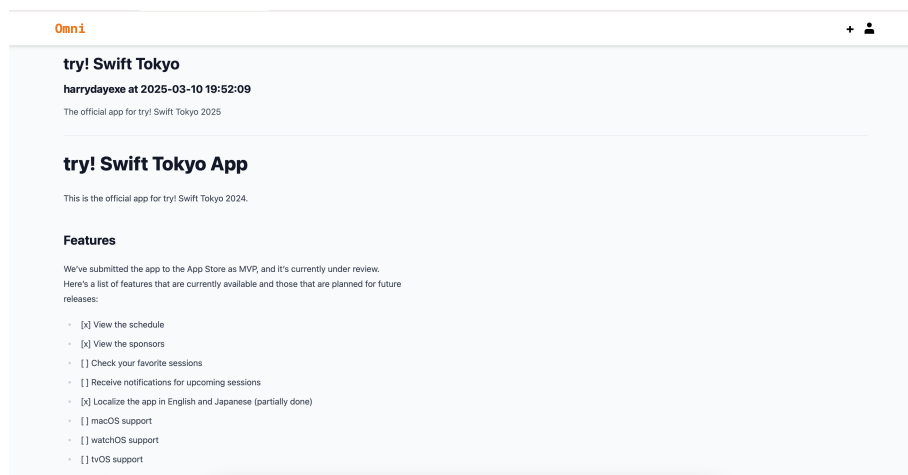 Omni
+
try! Swift Tokyo
harrydayexe at 2025-03-10 19:52:09
The official app for try! Swift Tokyo 2025
try! Swift Tokyo App
This is the official app for try! Swift Tokyo 2024.
Features
We've submitted the app to the App Store as MVP, and it's currently under review.
Here's a list of features that are currently available and those that are planned for future
releases:
[x] View the schedule
[x] View the sponsors
[ ] Check your favorite sessions
[ ] Receive notifications for upcoming sessions
[x] Localize the app in English and Japanese (partially done)
[ ] macOS support
[ ] watchOS support
[ ] tvOS support